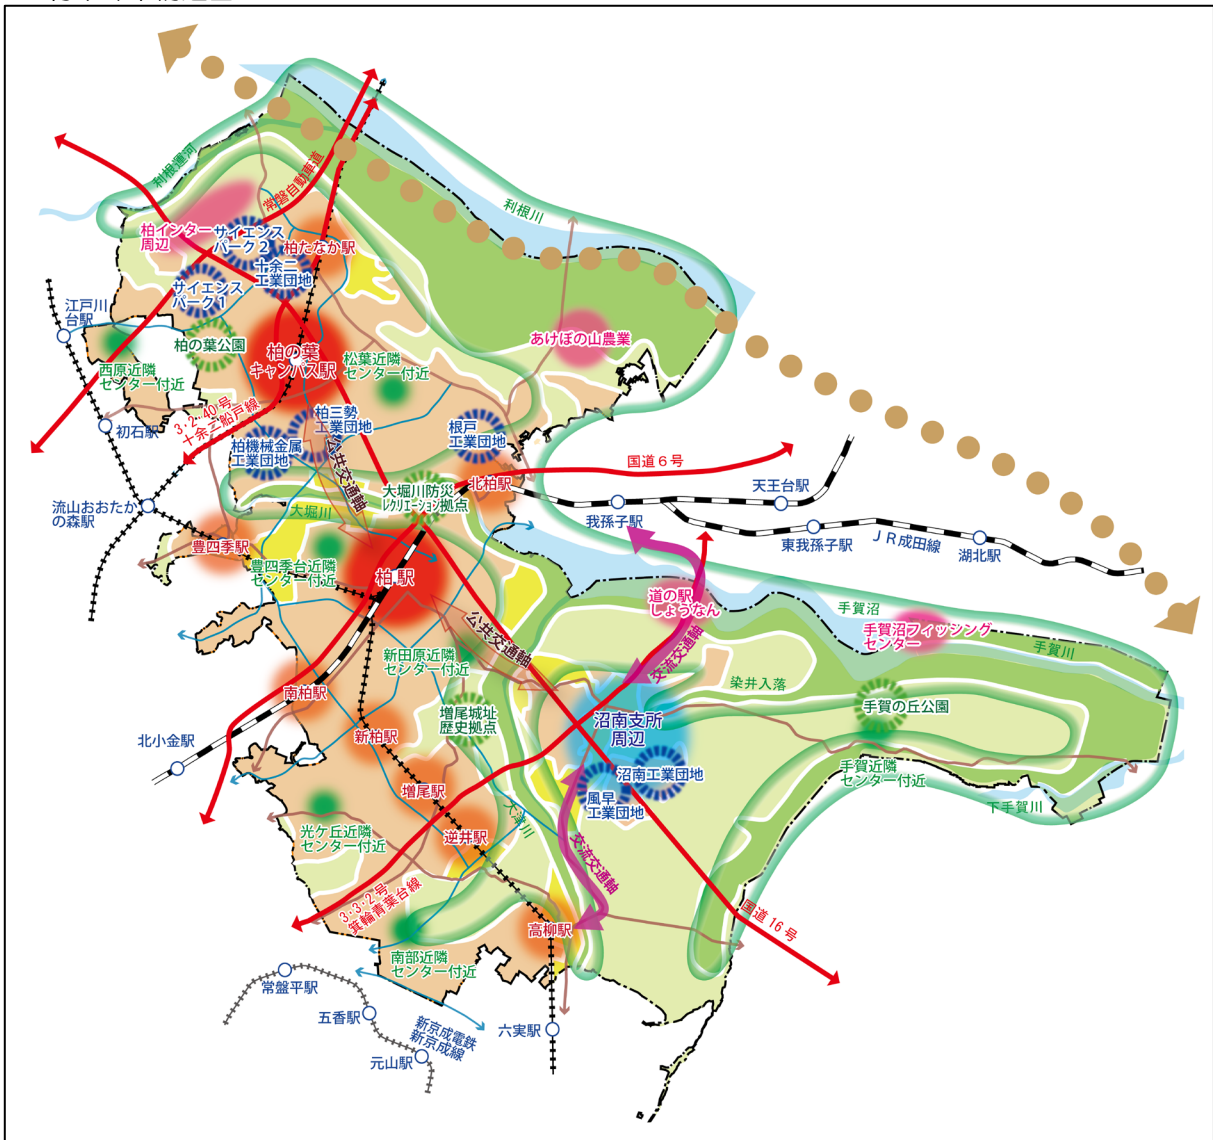 利根運河
常磐自動車道
利根川
柏インター
周辺
サイエンス
パーク2
柏たなか駅
十余二
工業団地
サイエンス
パーク1
江戸川
台駅
柏の葉公園
柏の葉
キャンパス駅
松葉近隣
センター付近
あけぼの山農業
西原近隣
センター付近
3・2・40号
十余二船戸線
初石駅
柏三勢
工業団地
柏機械金属
工業団地
根戸
工業団地
公共交通軸
国道6号
北柏駅
天王台駅
大堀川防災
レクリエーション拠点
流山おおたか
の森駅
大堀川
我孫子駅
東我孫子駅
JR成田線
湖北駅
豊四季駅
豊四季台近隣
センター付近
柏駅
道の駅
しょうなん
手賀沼
手賀沼フィッシング
センター
手賀川
公共交通軸
交流交通軸
新田原近隣
センター付近
染井入落
南柏駅
増尾城址
歴史拠点
沼南支所
周辺
手賀の丘公園
新柏駅
北小金駅
沼南工業団地
手賀近隣
センター付近
増尾駅
風早
工業団地
大津川
下手賀川
光ケ丘近隣
センター付近
逆井駅
交流交通軸
3・3・2号
箕輪青葉台線
高柳駅
国道16号
南部近隣
センター付近
常盤平駅
五香駅
新京成電鉄
新京成線
六実駅
元山駅